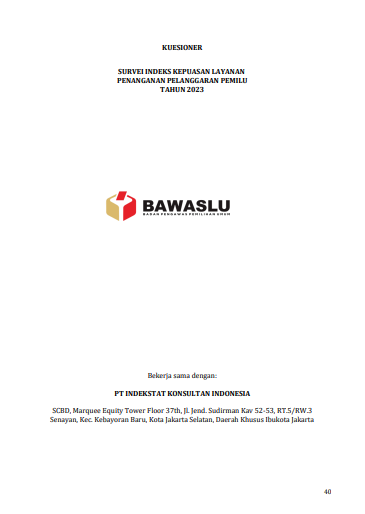 KUESIONER
SURVEI INDEKS KEPUASAN LAYANAN
PENANGANAN PELANGGARAN PEMILU
TAHUN 2023
BAWASLU
BADAN PENGAWAS PEMILIHAN UMUM
Bekerja sama dengan:
PT INDEKSTAT KONSULTAN INDONESIA
SCBD, Marquee Equity Tower Floor 37th, Jl. Jend. Sudirman Kav 52-53, RT.5/RW.3
Senayan, Kec. Kebayoran Baru, Kota Jakarta Selatan, Daerah Khusus Ibukota Jakarta
40